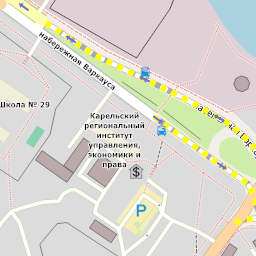 набережная Варкауса
Школа № 29
Карельский
региональный
институт
управления,
экономики и
права
$
P